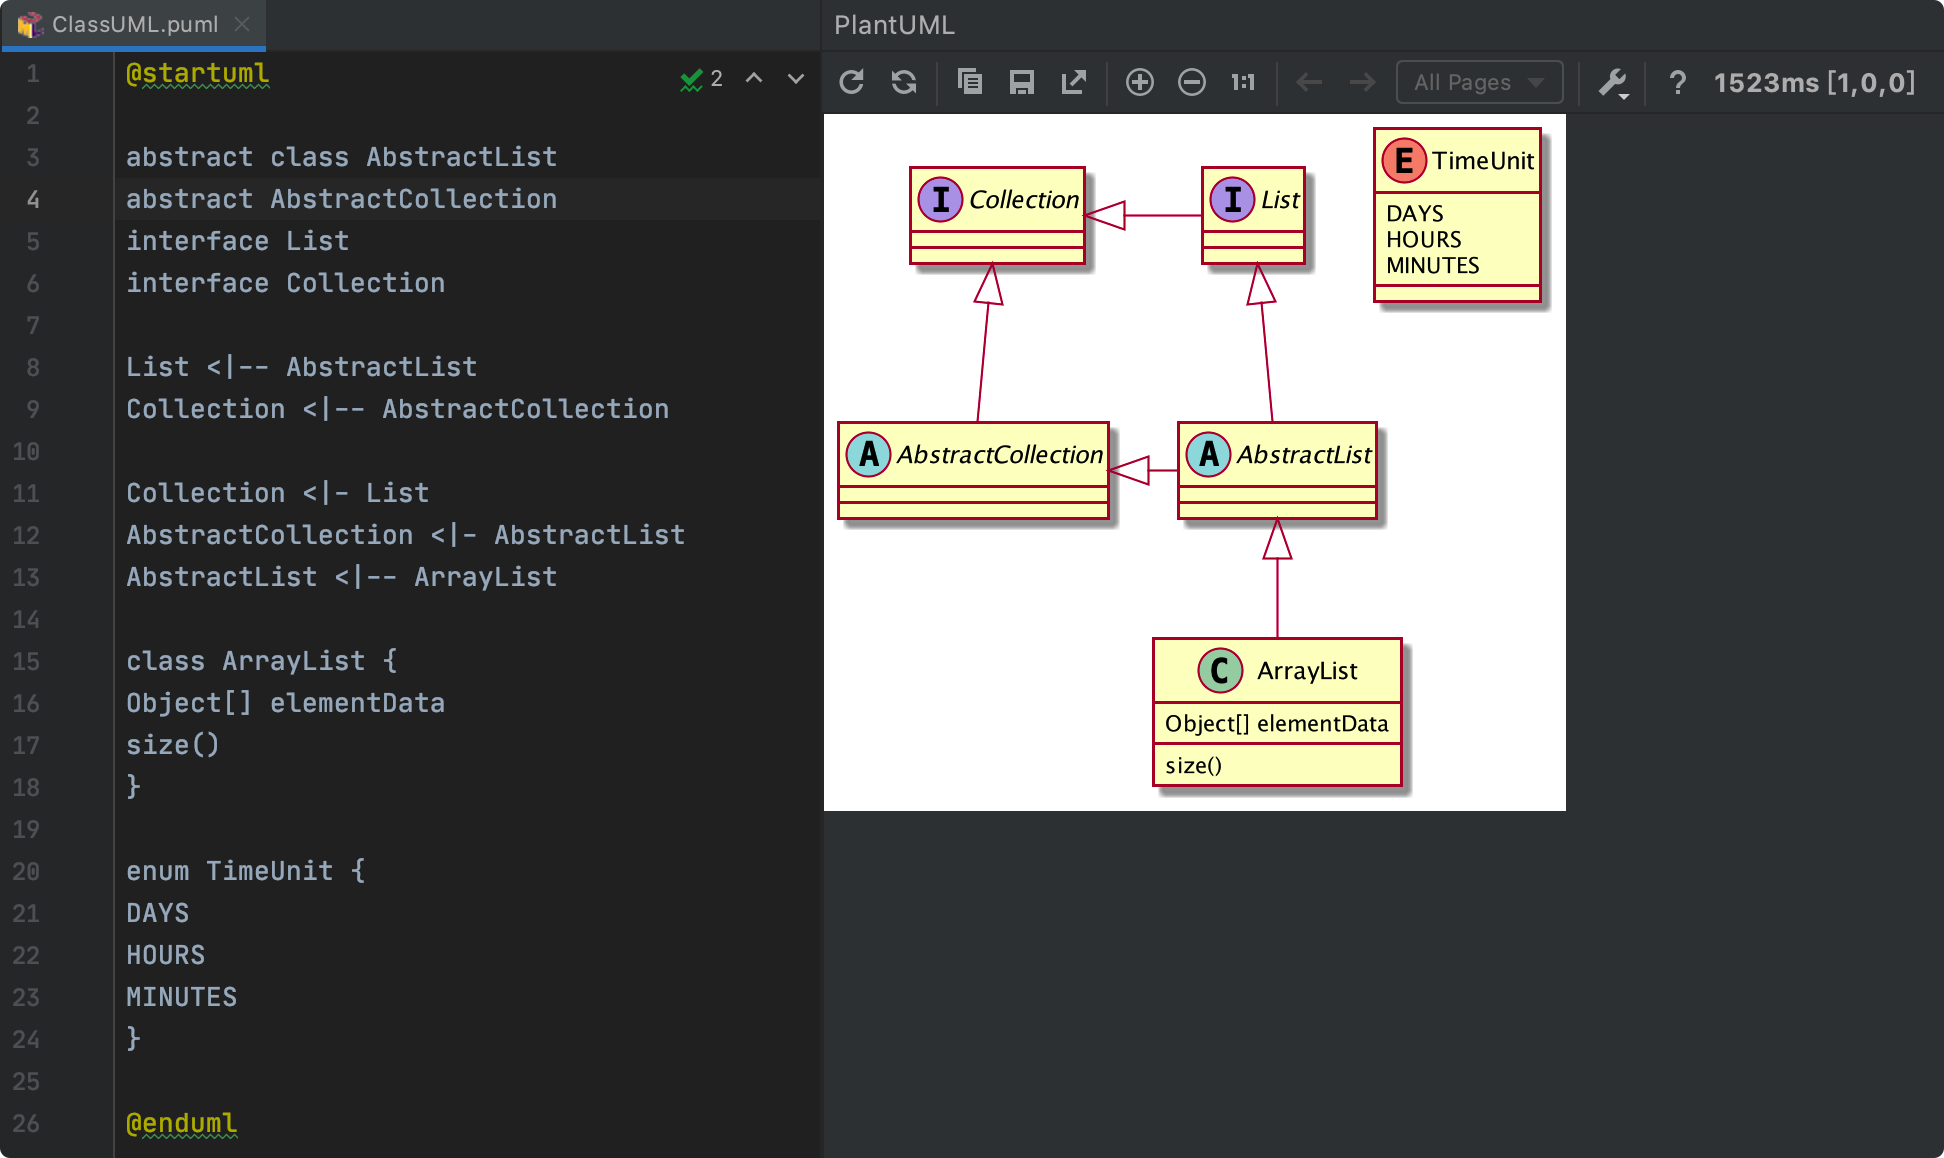 ClassUML.puml
PlantUML
1 @startuml
2
3 abstract class AbstractList
4 abstract AbstractCollection
5 interface List
6 interface Collection
7
8 List <|-- AbstractList
9 Collection <|-- AbstractCollection
10
11 Collection <|- List
12 AbstractCollection <|- AbstractList
13 AbstractList <|-- ArrayList
14
15 class ArrayList {
16 Object[] elementData
17 size()
18 }
19
20 enum TimeUnit {
21 DAYS
22 HOURS
23 MINUTES
24 }
25
26 @enduml
2
1:1 All Pages ? 1523ms [1,0,0]
E TimeUnit
DAYS
HOURS
MINUTES
I Collection
I List
A AbstractCollection
A AbstractList
C ArrayList
Object[] elementData
size()